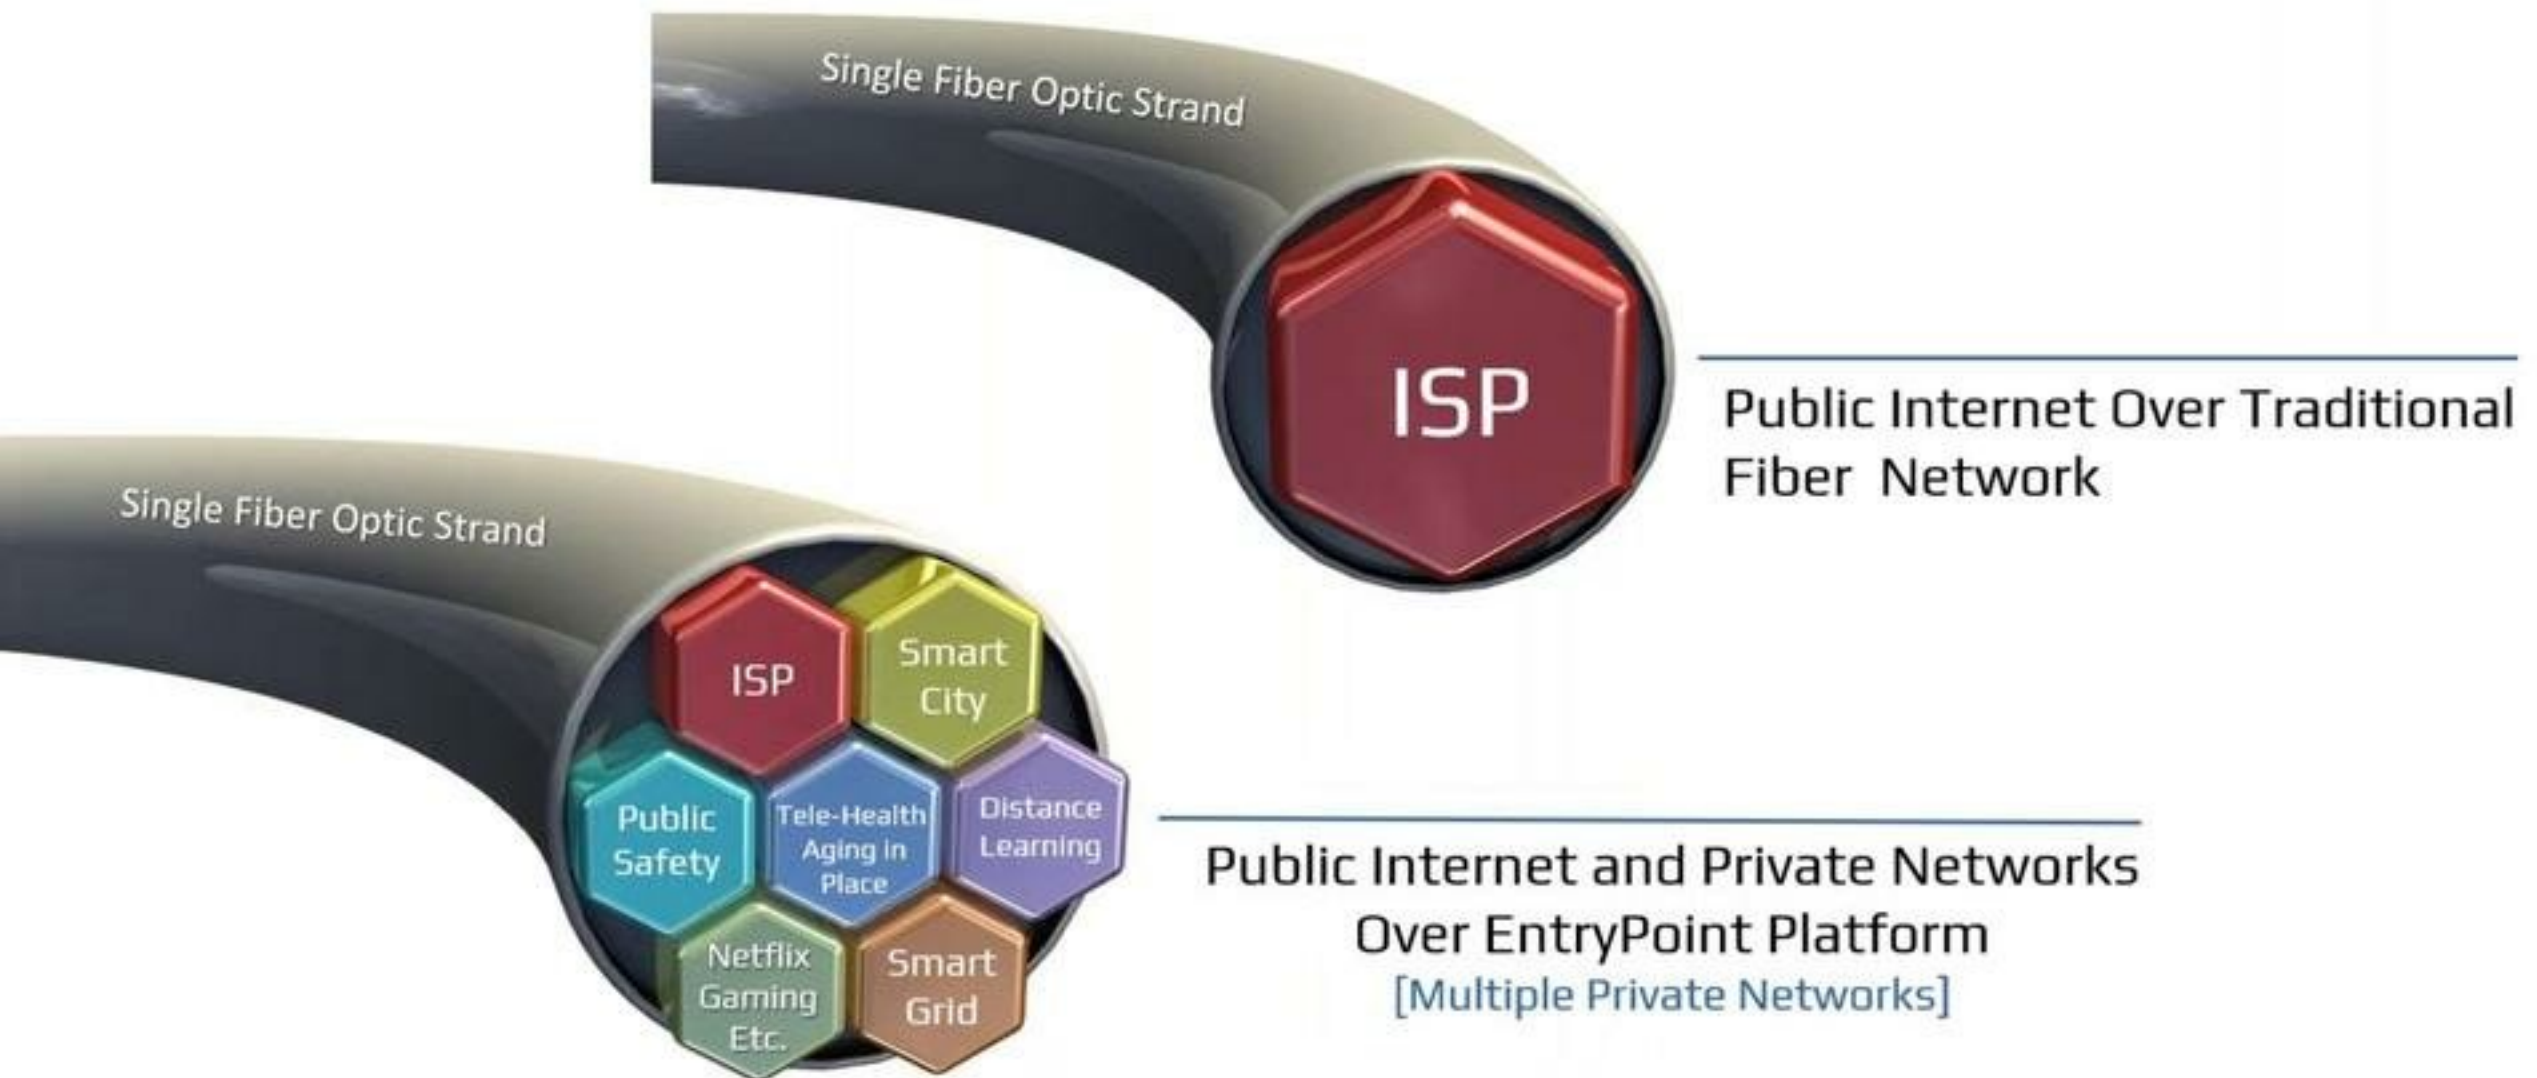 Single Fiber Optic Strand
ISP
Public Internet Over Traditional
Fiber Network
Single Fiber Optic Strand
ISP
Smart
City
Public
Safety
Tele-Health
Aging in
Place
Distance
Learning
Netflix
Gaming
Etc.
Smart
Grid
Public Internet and Private Networks
Over EntryPoint Platform
[Multiple Private Networks]